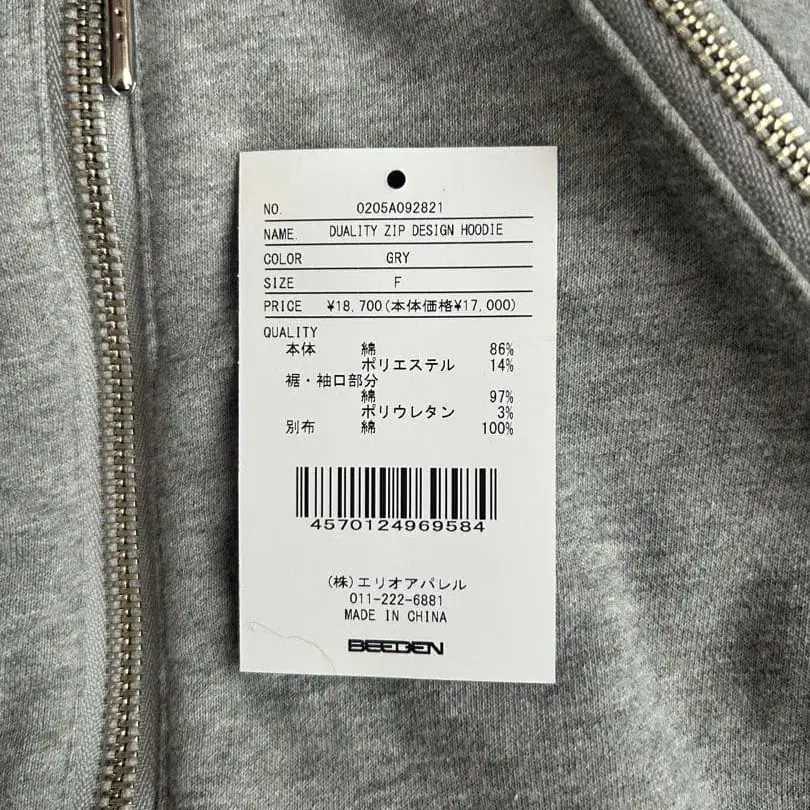 NO. 0205A092821
NAME. DUALITY ZIP DESIGN HOODIE
COLOR GRY
SIZE F
PRICE ¥18,700(本体価格¥17,000)
QUALITY
本体 綿 86%
ポリエステル 14%
裾・袖口部分
綿 97%
ポリウレタン 3%
別布 綿 100%
4570124969584
(株)エリオアパレル
011-222-6881
MADE IN CHINA
BEEDEN